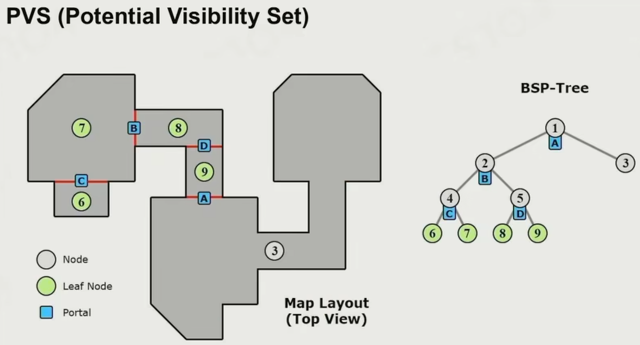 PVS (Potential Visibility Set)
7
B
8
D
9
C
6
A
3
Node
Leaf Node
Portal
Map Layout
(Top View)
BSP-Tree
1
A
2
3
B
4
5
C
D
6
7
8
9